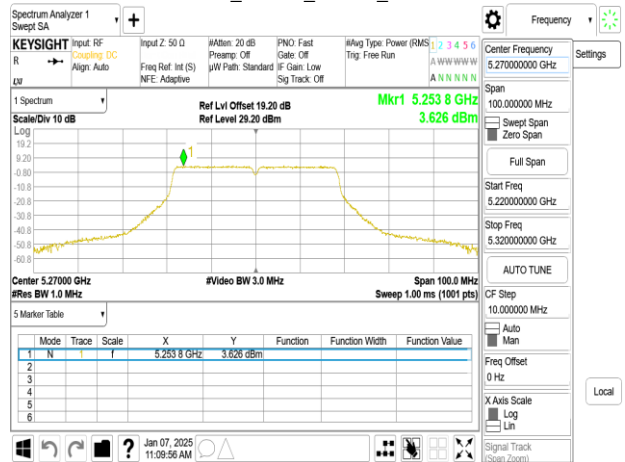 Spectrum Analyzer 1
Swept SA
Frequency
KEYSIGHT
R
LNI
Input: RF
Coupling: DC
Align: Auto
Input Z: 50 Ω
Freq Ref: Int (S)
NFE: Adaptive
#Atten: 20 dB
Preamp: Off
µW Path: Standard
PNO: Fast
Gate: Off
IF Gain: Low
Sig Track: Off
#Avg Type: Power (RMS
Trig: Free Run
1 2 3 4 5 6
A W W W W W
A N N N N N
1 Spectrum
Scale/Div 10 dB
Ref Lvl Offset 19.20 dB
Ref Level 29.20 dBm
Mkr1 5.253 8 GHz
3.626 dBm
Log
19.2
9.20
-0.80
-10.8
-20.8
-30.8
-40.8
-50.8
-60.8
1
Center 5.27000 GHz
#Res BW 1.0 MHz
#Video BW 3.0 MHz
Span 100.0 MHz
Sweep 1.00 ms (1001 pts)
5 Marker Table
Mode Trace Scale X Y Function Function Width Function Value
1 N 1 f 5.253 8 GHz 3.626 dBm
2
3
4
5
6
Jan 07, 2025
11:09:56 AM
?
Center Frequency
5.270000000 GHz
Settings
Span
100.000000 MHz
Swept Span
Zero Span
Full Span
Start Freq
5.220000000 GHz
Stop Freq
5.320000000 GHz
AUTO TUNE
CF Step
10.000000 MHz
Auto
Man
Freq Offset
0 Hz
X Axis Scale
Log
Lin
Signal Track
(Span Zoom)
Local